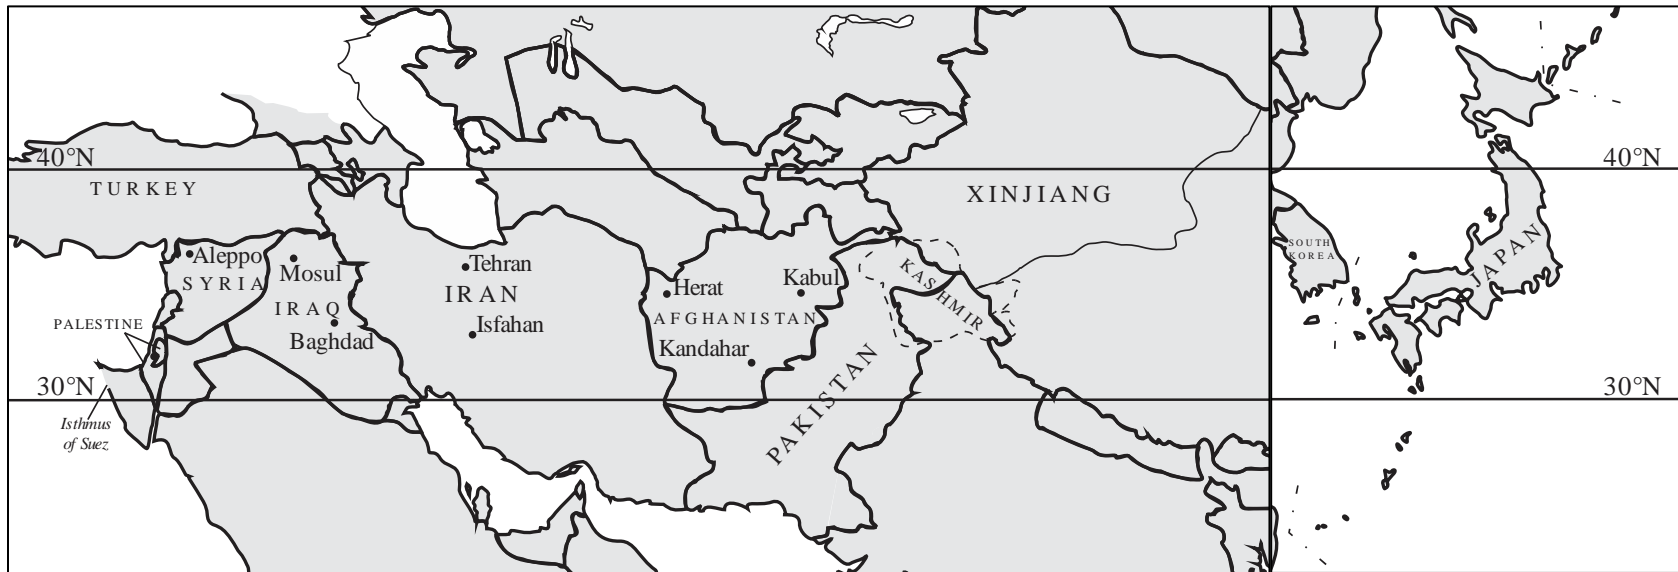 40°N
40°N
TURKEY
XINJIANG
Aleppo
SYRIA
Mosul
IRAQ
Baghdad
Tehran
IRAN
Isfahan
Herat
Kabul
AFGHANISTAN
Kandahar
KASHMIR
SOUTH
KOREA
JAPAN
PALESTINE
PAKISTAN
30°N
30°N
Isthmus
of Suez